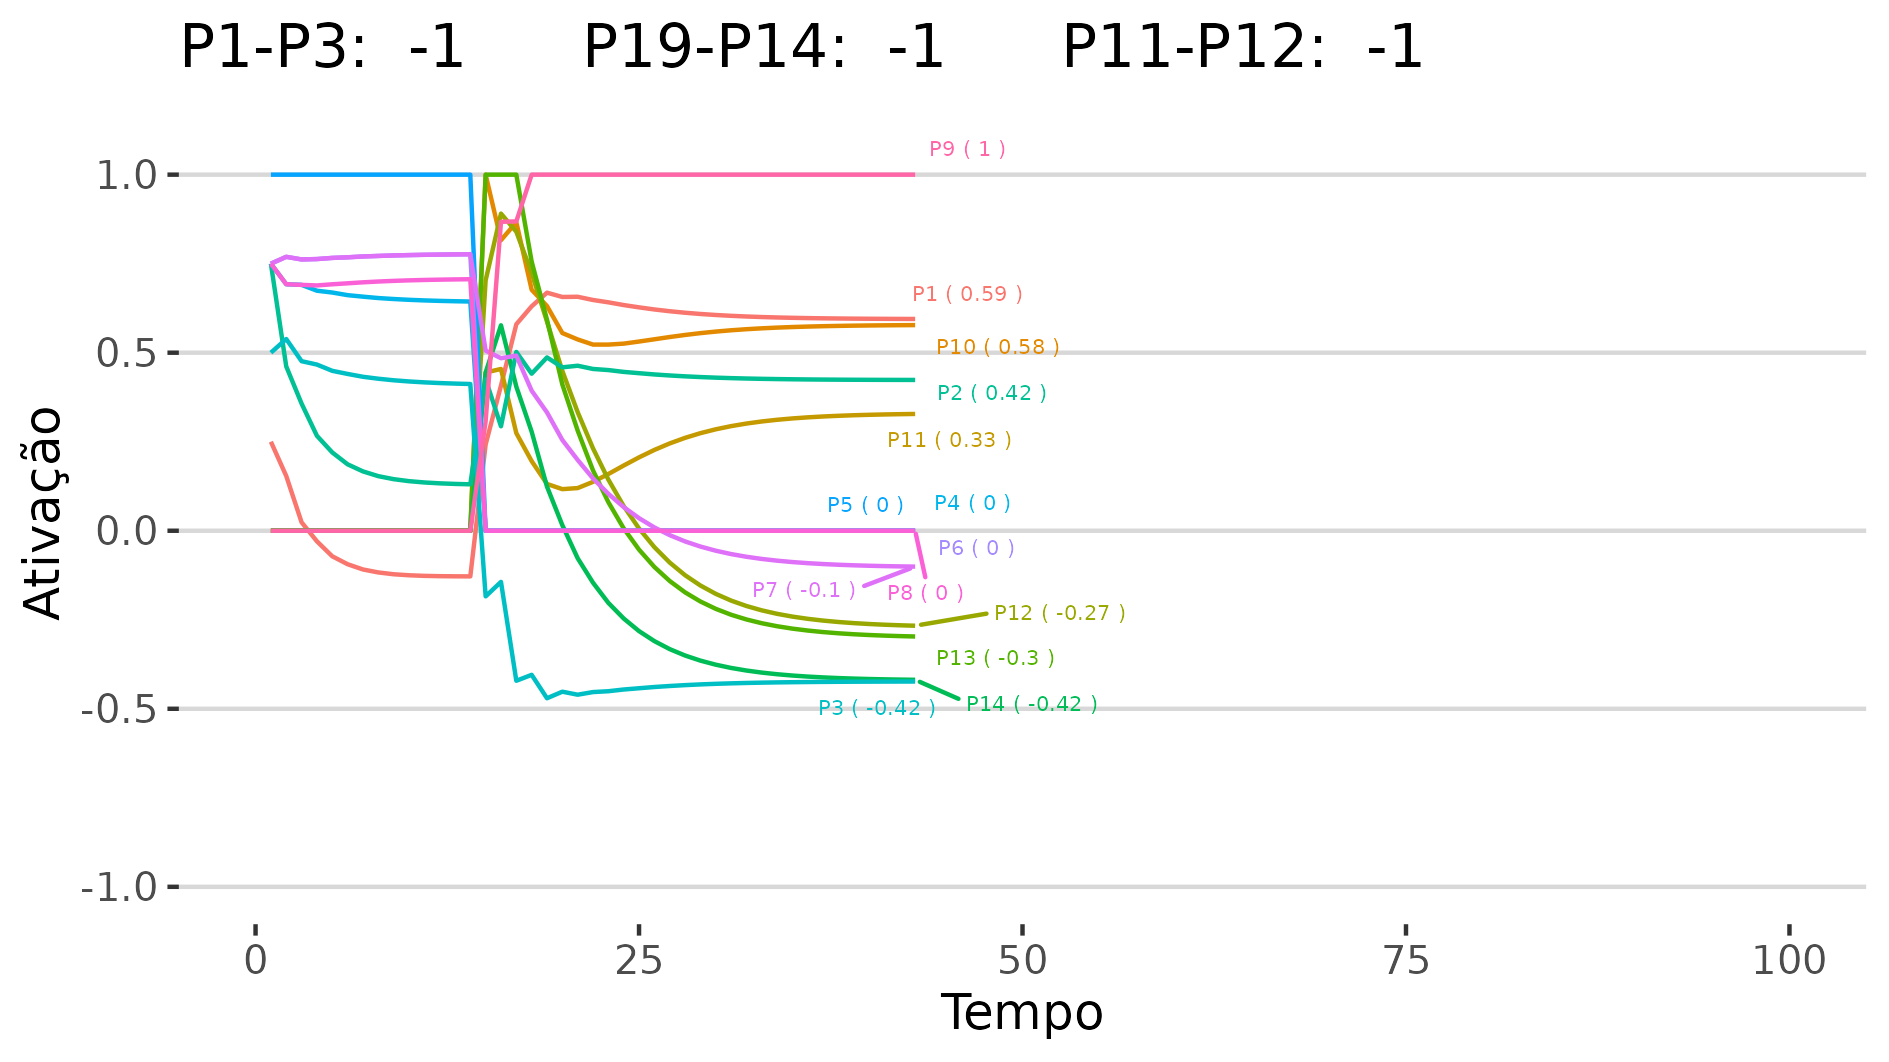 P1-P3:  -1      P19-P14:  -1      P11-P12:  -1
P9 ( 1 )
1.0
P1 ( 0.59 )
P10 ( 0.58 )
0.5
P2 ( 0.42 )
P11 ( 0.33 )
Ativação
P5 ( 0 ) P4 ( 0 )
0.0
P6 ( 0 )
P7 ( -0.1 ) P8 ( 0 )
P12 ( -0.27 )
P13 ( -0.3 )
P14 ( -0.42 )
-0.5 P3 ( -0.42 )
-1.0
0 25 50 75 100
Tempo